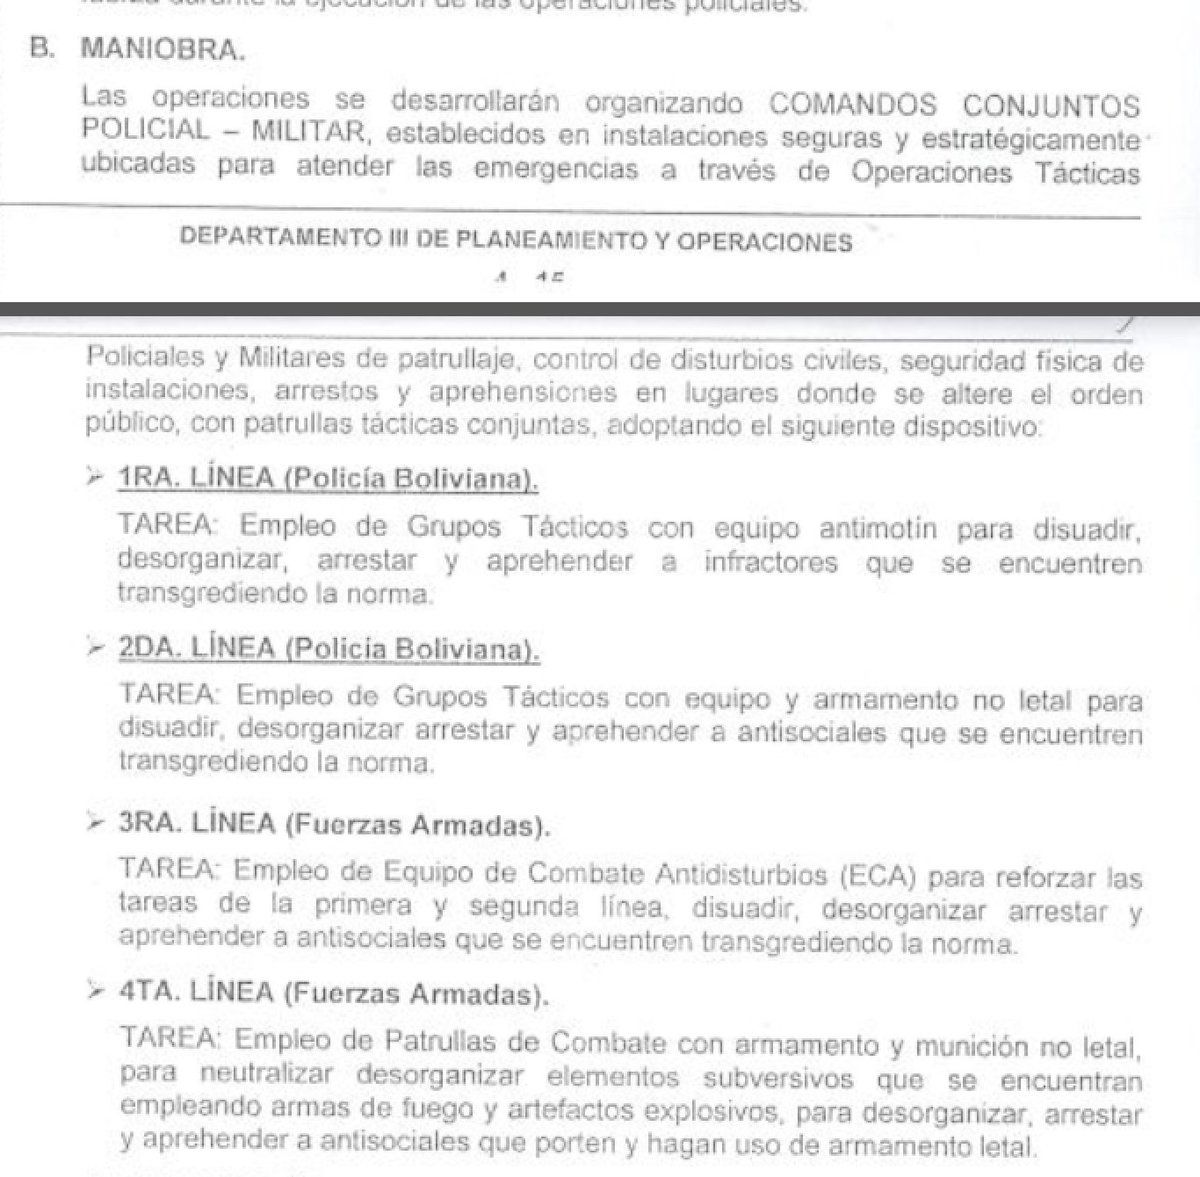 durante la ejecución de las operaciones policiales.
B. MANIOBRA.
Las operaciones se desarrollarán organizando COMANDOS CONJUNTOS
POLICIAL – MILITAR, establecidos en instalaciones seguras y estratégicamente
ubicadas para atender las emergencias a través de Operaciones Tácticas
DEPARTAMENTO III DE PLANEAMIENTO Y OPERACIONES
Policiales y Militares de patrullaje, control de disturbios civiles, seguridad física de
instalaciones, arrestos y aprehensiones en lugares donde se altere el orden
público, con patrullas tácticas conjuntas, adoptando el siguiente dispositivo:
➢ 1RA. LÍNEA (Policía Boliviana).
TAREA: Empleo de Grupos Tácticos con equipo antimotin para disuadir,
desorganizar, arrestar y aprehender a infractores que se encuentren
transgrediendo la norma.
➢ 2DA. LÍNEA (Policía Boliviana).
TAREA: Empleo de Grupos Tácticos con equipo y armamento no letal para
disuadir, desorganizar arrestar y aprehender a antisociales que se encuentren
transgrediendo la norma.
➢ 3RA. LÍNEA (Fuerzas Armadas).
TAREA: Empleo de Equipo de Combate Antidisturbios (ECA) para reforzar las
tareas de la primera y segunda línea, disuadir, desorganizar arrestar y
aprehender a antisociales que se encuentren transgrediendo la norma.
➢ 4TA. LÍNEA (Fuerzas Armadas).
TAREA: Empleo de Patrullas de Combate con armamento y munición no letal,
para neutralizar desorganizar elementos subversivos que se encuentran
empleando armas de fuego y artefactos explosivos, para desorganizar, arrestar
y aprehender a antisociales que porten y hagan uso de armamento letal.